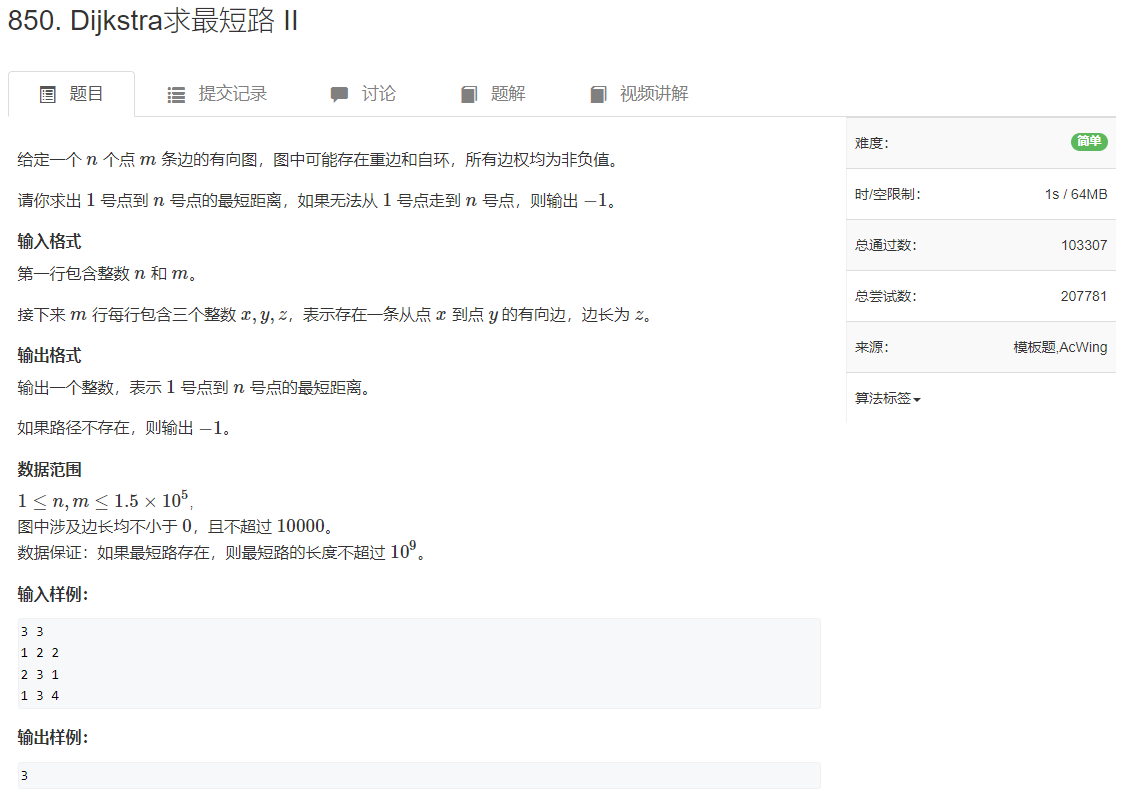 850. Dijkstra求最短路 II
题目 提交记录 讨论 题解 视频讲解
给定一个 n 个点 m 条边的有向图，图中可能存在重边和自环，所有边权均为非负值。
请你求出 1 号点到 n 号点的最短距离，如果无法从 1 号点走到 n 号点，则输出 −1。
输入格式
第一行包含整数 n 和 m。
接下来 m 行每行包含三个整数 x, y, z，表示存在一条从点 x 到点 y 的有向边，边长为 z。
输出格式
输出一个整数，表示 1 号点到 n 号点的最短距离。
如果路径不存在，则输出 −1。
数据范围
1 ≤ n, m ≤ 1.5 × 10⁵,
图中涉及边长均不小于 0，且不超过 10000。
数据保证：如果最短路存在，则最短路的长度不超过 10⁹。
输入样例：
3 3
1 2 2
2 3 1
1 3 4
输出样例：
3
难度： 简单
时/空限制： 1s / 64MB
总通过数： 103307
总尝试数： 207781
来源： 模板题,AcWing
算法标签